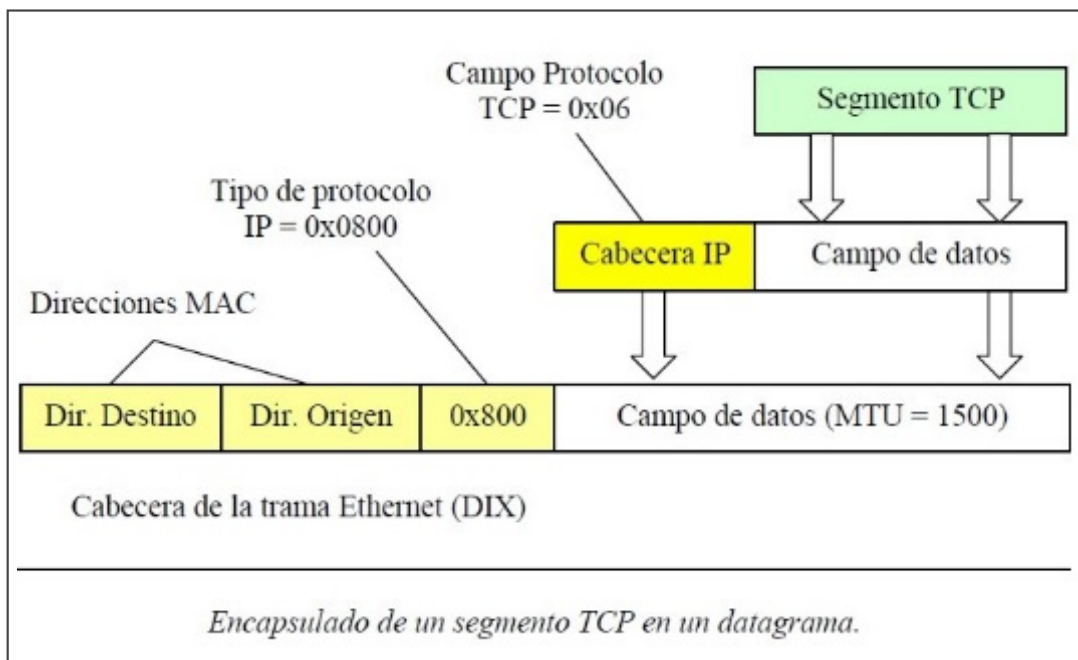 Campo Protocolo
TCP = 0x06
Segmento TCP
Tipo de protocolo
IP = 0x0800
Cabecera IP
Campo de datos
Direcciones MAC
Dir. Destino
Dir. Origen
0x800
Campo de datos (MTU = 1500)
Cabecera de la trama Ethernet (DIX)
Encapsulado de un segmento TCP en un datagrama.